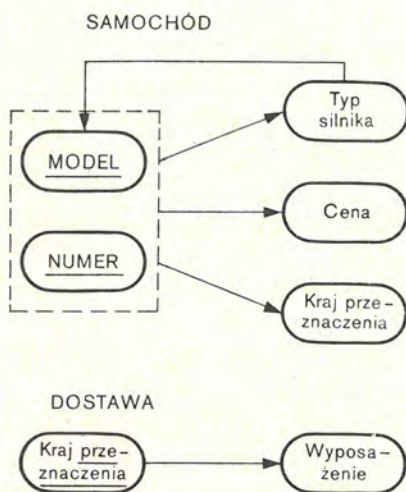 SAMOCHÓD
Typ
silnika
MODEL
Cena
NUMER
Kraj prze-
znaczenia
DOSTAWA
Kraj prze-
znaczenia
Wyposa-
żenie